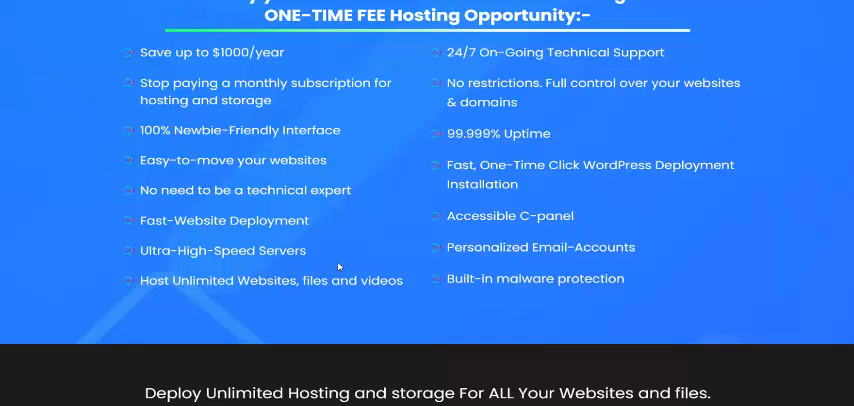 ONE-TIME FEE Hosting Opportunity:-
Save up to $1000/year
Stop paying a monthly subscription for
hosting and storage
100% Newbie-Friendly Interface
Easy-to-move your websites
No need to be a technical expert
Fast-Website Deployment
Ultra-High-Speed Servers
Host Unlimited Websites, files and videos
24/7 On-Going Technical Support
No restrictions. Full control over your websites
& domains
99.999% Uptime
Fast, One-Time Click WordPress Deployment
Installation
Accessible C-panel
Personalized Email-Accounts
Built-in malware protection
Deploy Unlimited Hosting and storage For ALL Your Websites and files.